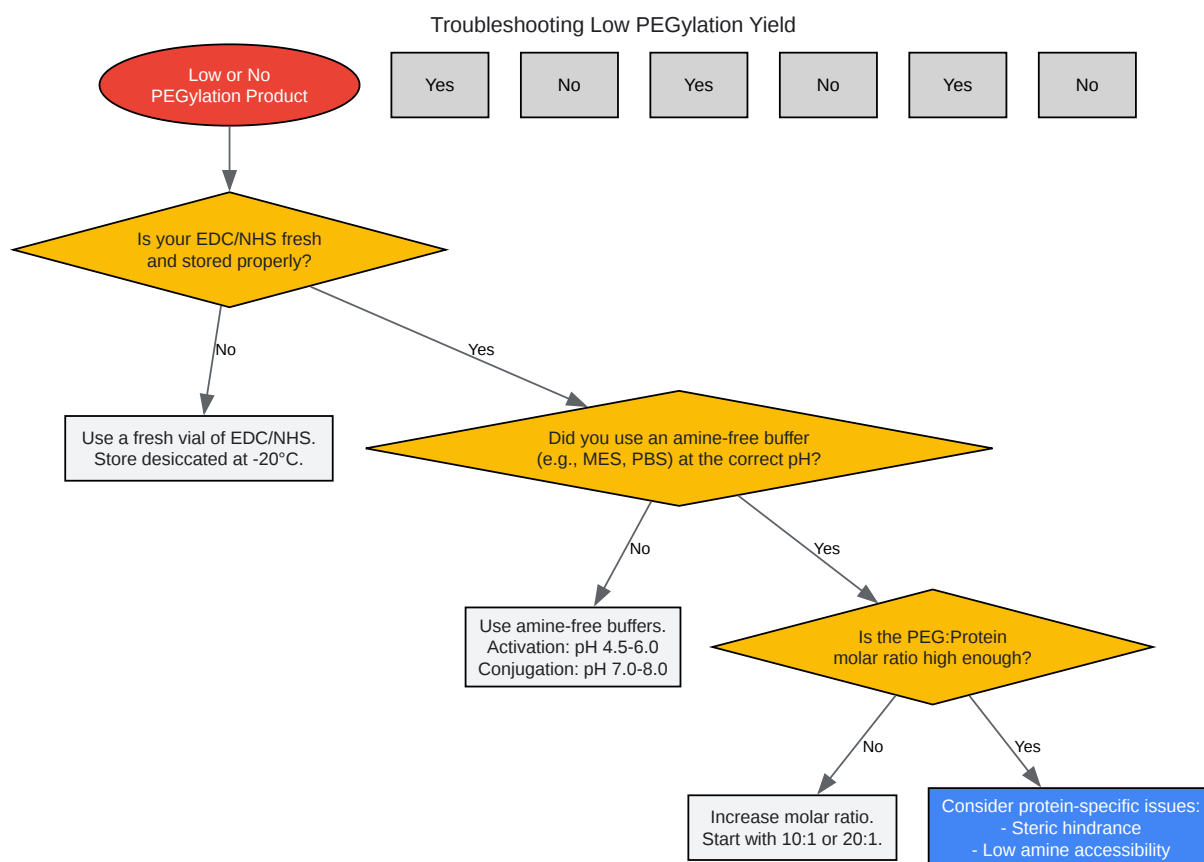 Troubleshooting Low PEGylation Yield
Low or No
PEGylation Product
Yes
No
Yes
No
Yes
No
Is your EDC/NHS fresh
and stored properly?
No
Yes
Use a fresh vial of EDC/NHS.
Store desiccated at -20°C.
Did you use an amine-free buffer
(e.g., MES, PBS) at the correct pH?
No
Yes
Use amine-free buffers.
Activation: pH 4.5-6.0
Conjugation: pH 7.0-8.0
Is the PEG:Protein
molar ratio high enough?
No
Yes
Increase molar ratio.
Start with 10:1 or 20:1.
Consider protein-specific issues:
- Steric hindrance
- Low amine accessibility